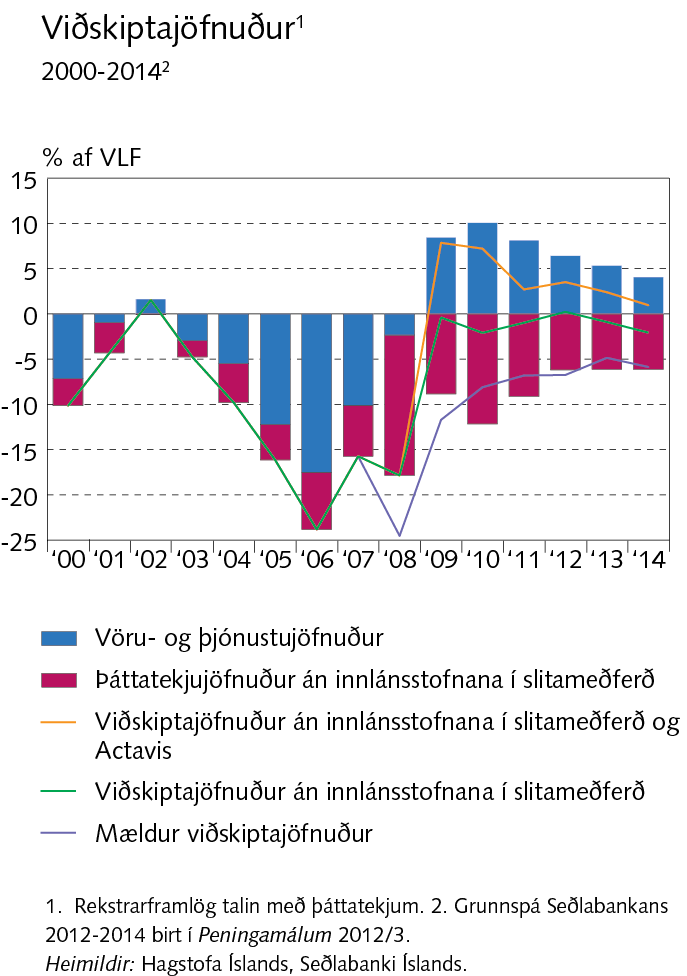 Viðskiptajöfnuður¹
2000-2014²
% af VLF
15
10
5
0
-5
-10
-15
-20
-25
‘00 ‘01 ‘02 ‘03 ‘04 ‘05 ‘06 ‘07 ‘08 ‘09 ‘10 ‘11 ‘12 ‘13 ‘14
Vöru- og þjónustujöfnuður
Þáttatekjujöfnuður án innlánsstofnana í slitameðferð
Viðskiptajöfnuður án innlánsstofnana í slitameðferð og
Actavis
Viðskiptajöfnuður án innlánsstofnana í slitameðferð
Mældur viðskiptajöfnuður
1. Rekstrarframlög talin með þáttatekjum. 2. Grunnspá Seðlabankans
2012-2014 birt í Peningamálum 2012/3.
Heimildir: Hagstofa Íslands, Seðlabanki Íslands.